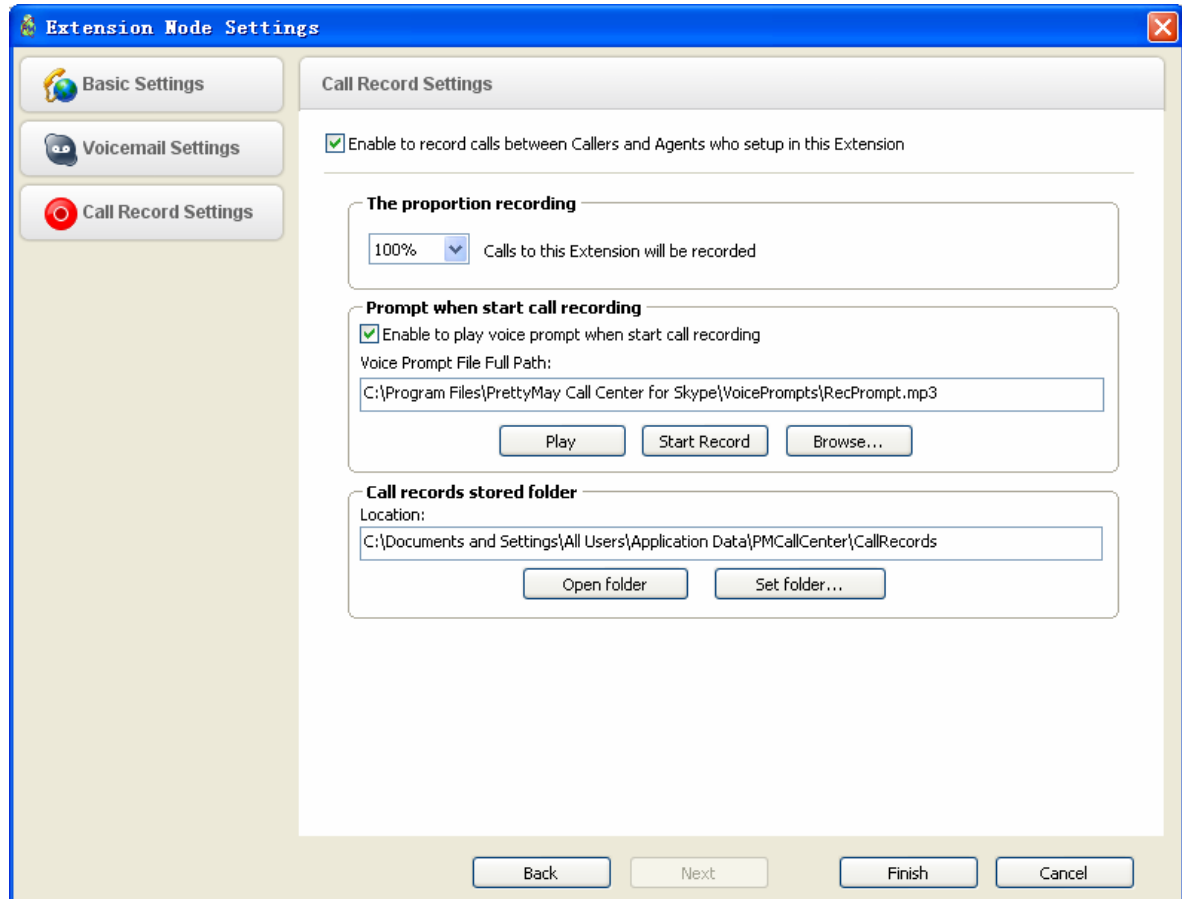 Extension Node Settings
Basic Settings
Voicemail Settings
Call Record Settings
Call Record Settings
Enable to record calls between Callers and Agents who setup in this Extension
The proportion recording
100% Calls to this Extension will be recorded
Prompt when start call recording
Enable to play voice prompt when start call recording
Voice Prompt File Full Path:
C:\Program Files\PrettyMay Call Center for Skype\VoicePrompts\RecPrompt.mp3
Play Start Record Browse...
Call records stored folder
Location:
C:\Documents and Settings\All Users\Application Data\PMCallCenter\CallRecords
Open folder Set folder...
Back Next Finish Cancel